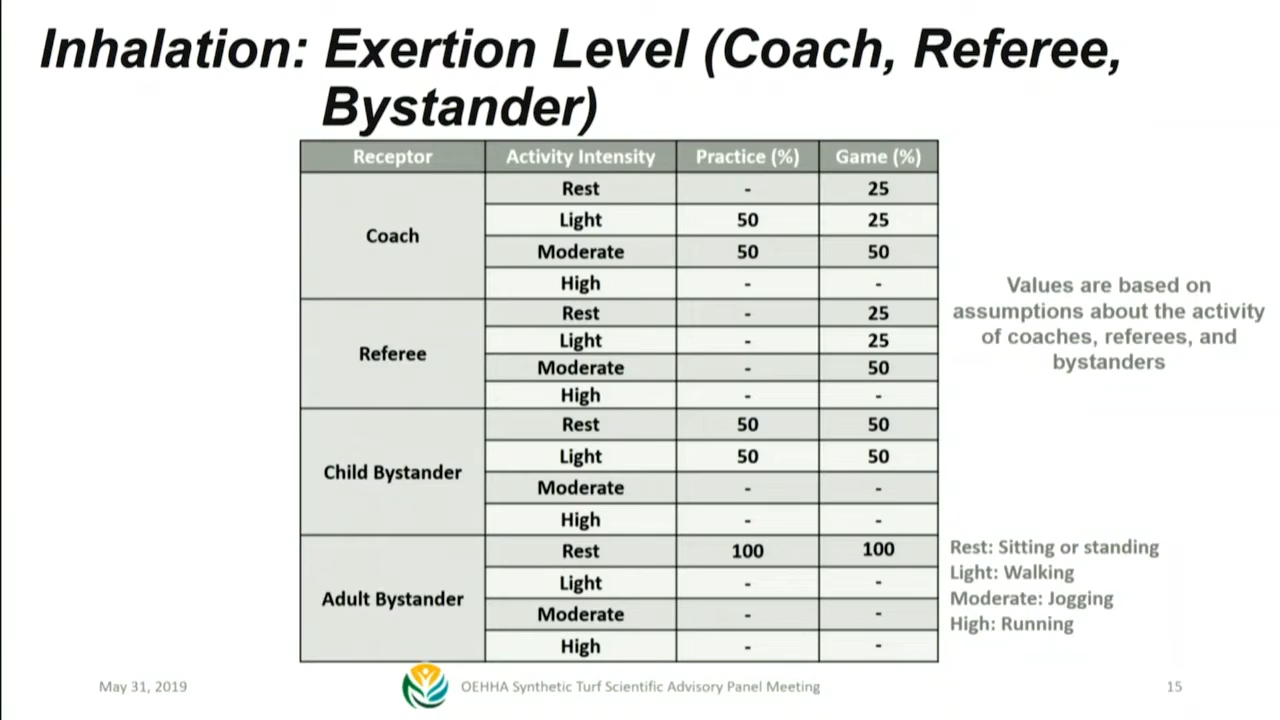 Inhalation: Exertion Level (Coach, Referee,
Bystander)
Receptor Activity Intensity Practice (%) Game (%)
Coach
Rest - 25
Light 50 25
Moderate 50 50
High - -
Referee
Rest - 25
Light - 25
Moderate - 50
High - -
Child Bystander
Rest 50 50
Light 50 50
Moderate - -
High - -
Adult Bystander
Rest 100 100
Light - -
Moderate - -
High - -
Values are based on
assumptions about the activity
of coaches, referees, and
bystanders
Rest: Sitting or standing
Light: Walking
Moderate: Jogging
High: Running
May 31, 2019
OEHHA Synthetic Turf Scientific Advisory Panel Meeting
15